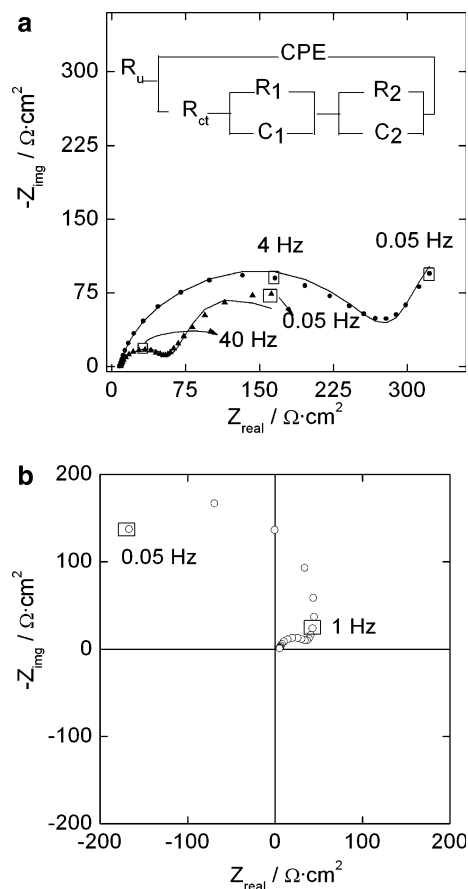 a
CPE
R_u
R_1
R_2
R_ct
C_1
C_2
-Z_img / Ω·cm²
300
225
150
75
0
4 Hz
0.05 Hz
0.05 Hz
40 Hz
0 75 150 225 300
Z_real / Ω·cm²
b
-Z_img / Ω·cm²
200
100
0
-100
-200
0.05 Hz
1 Hz
-200 -100 0 100 200
Z_real / Ω·cm²